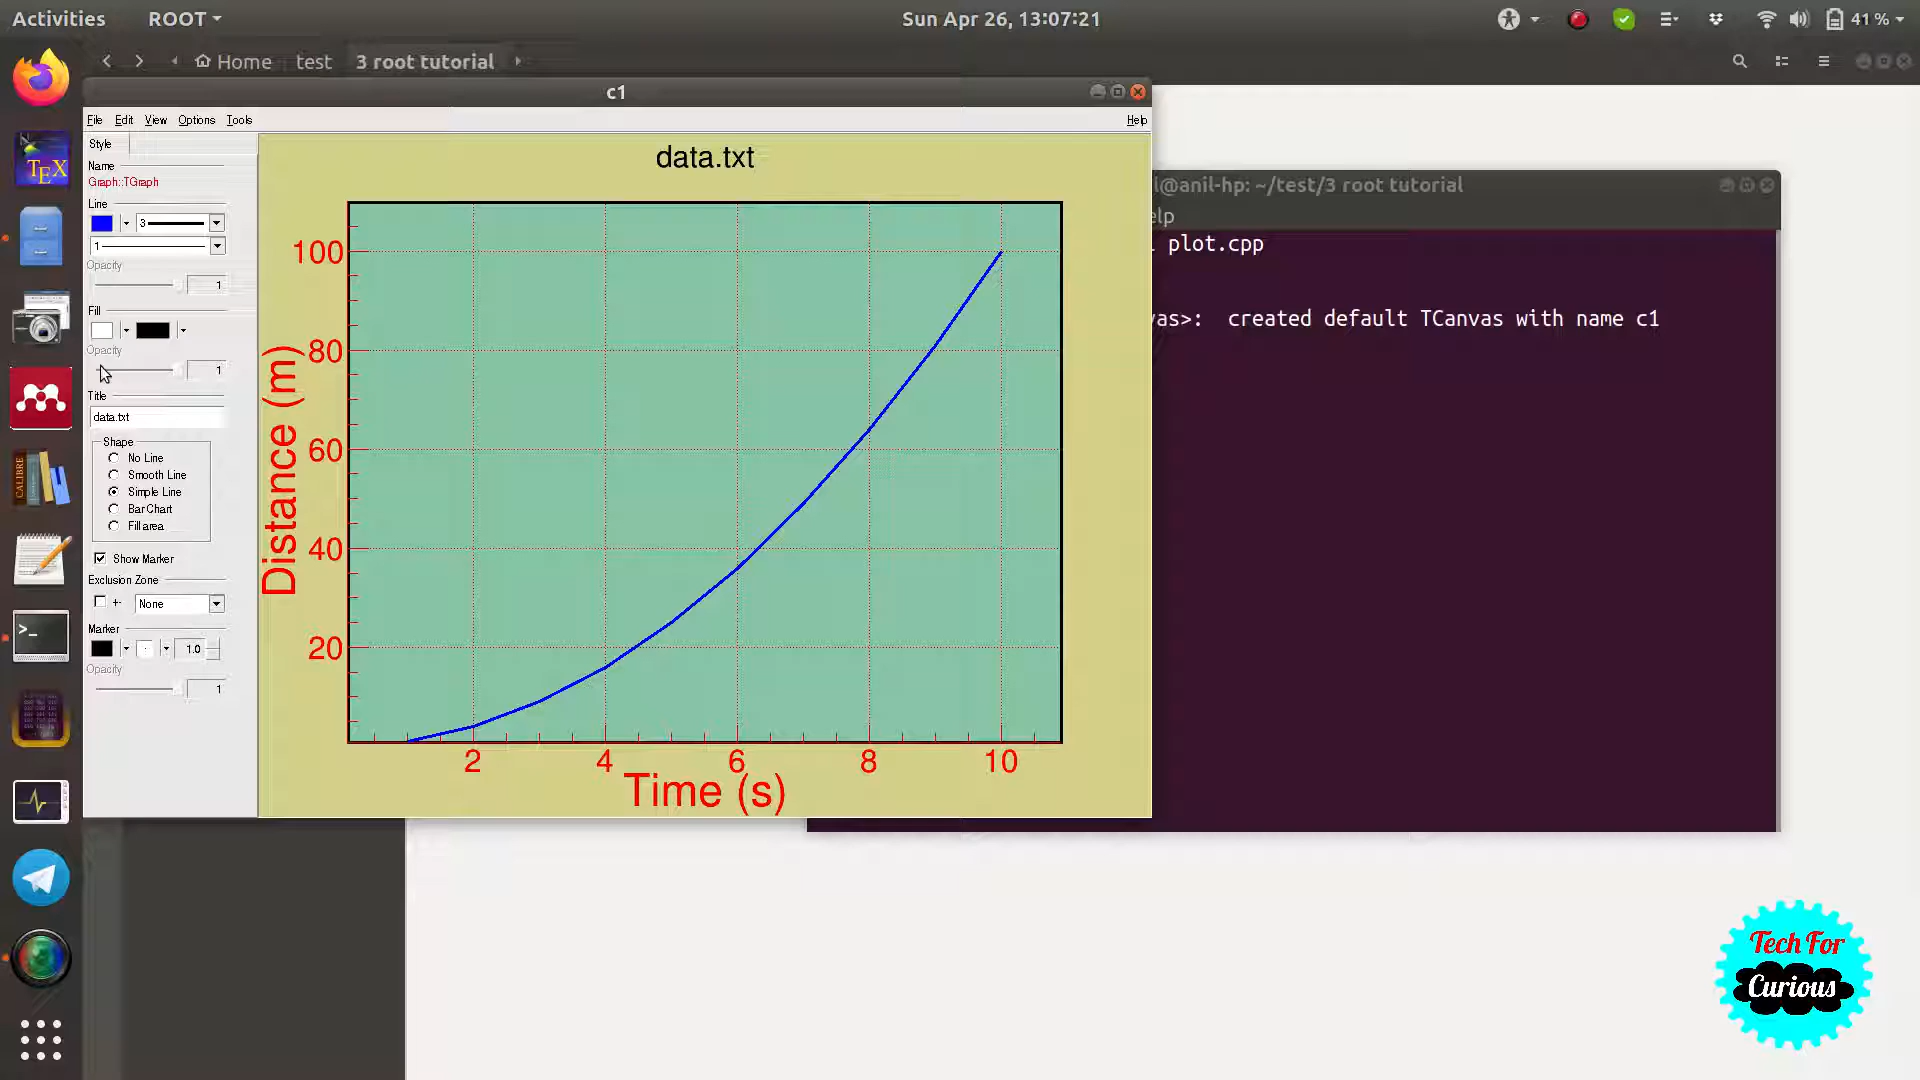 Activities ROOT Sun Apr 26, 13:07:21 41 %
Home test 3 root tutorial
c1
File Edit View Options Tools Help
Style
Name
Graph::TGraph
Line
3
1
Opacity
1
Fill
Opacity
1
Title
data.txt
Shape
No Line
Smooth Line
Simple Line
Bar Chart
Fill area
Show Marker
Exclusion Zone
+- None
Marker
1.0
Opacity
1
data.txt
100
80
60
40
20
Distance (m)
2 4 6 8 10
Time (s)
l@anil-hp: ~/test/3 root tutorial
elp
plot.cpp
vas>: created default TCanvas with name c1
TEX
CALIBRE
>_
Tech For
Curious